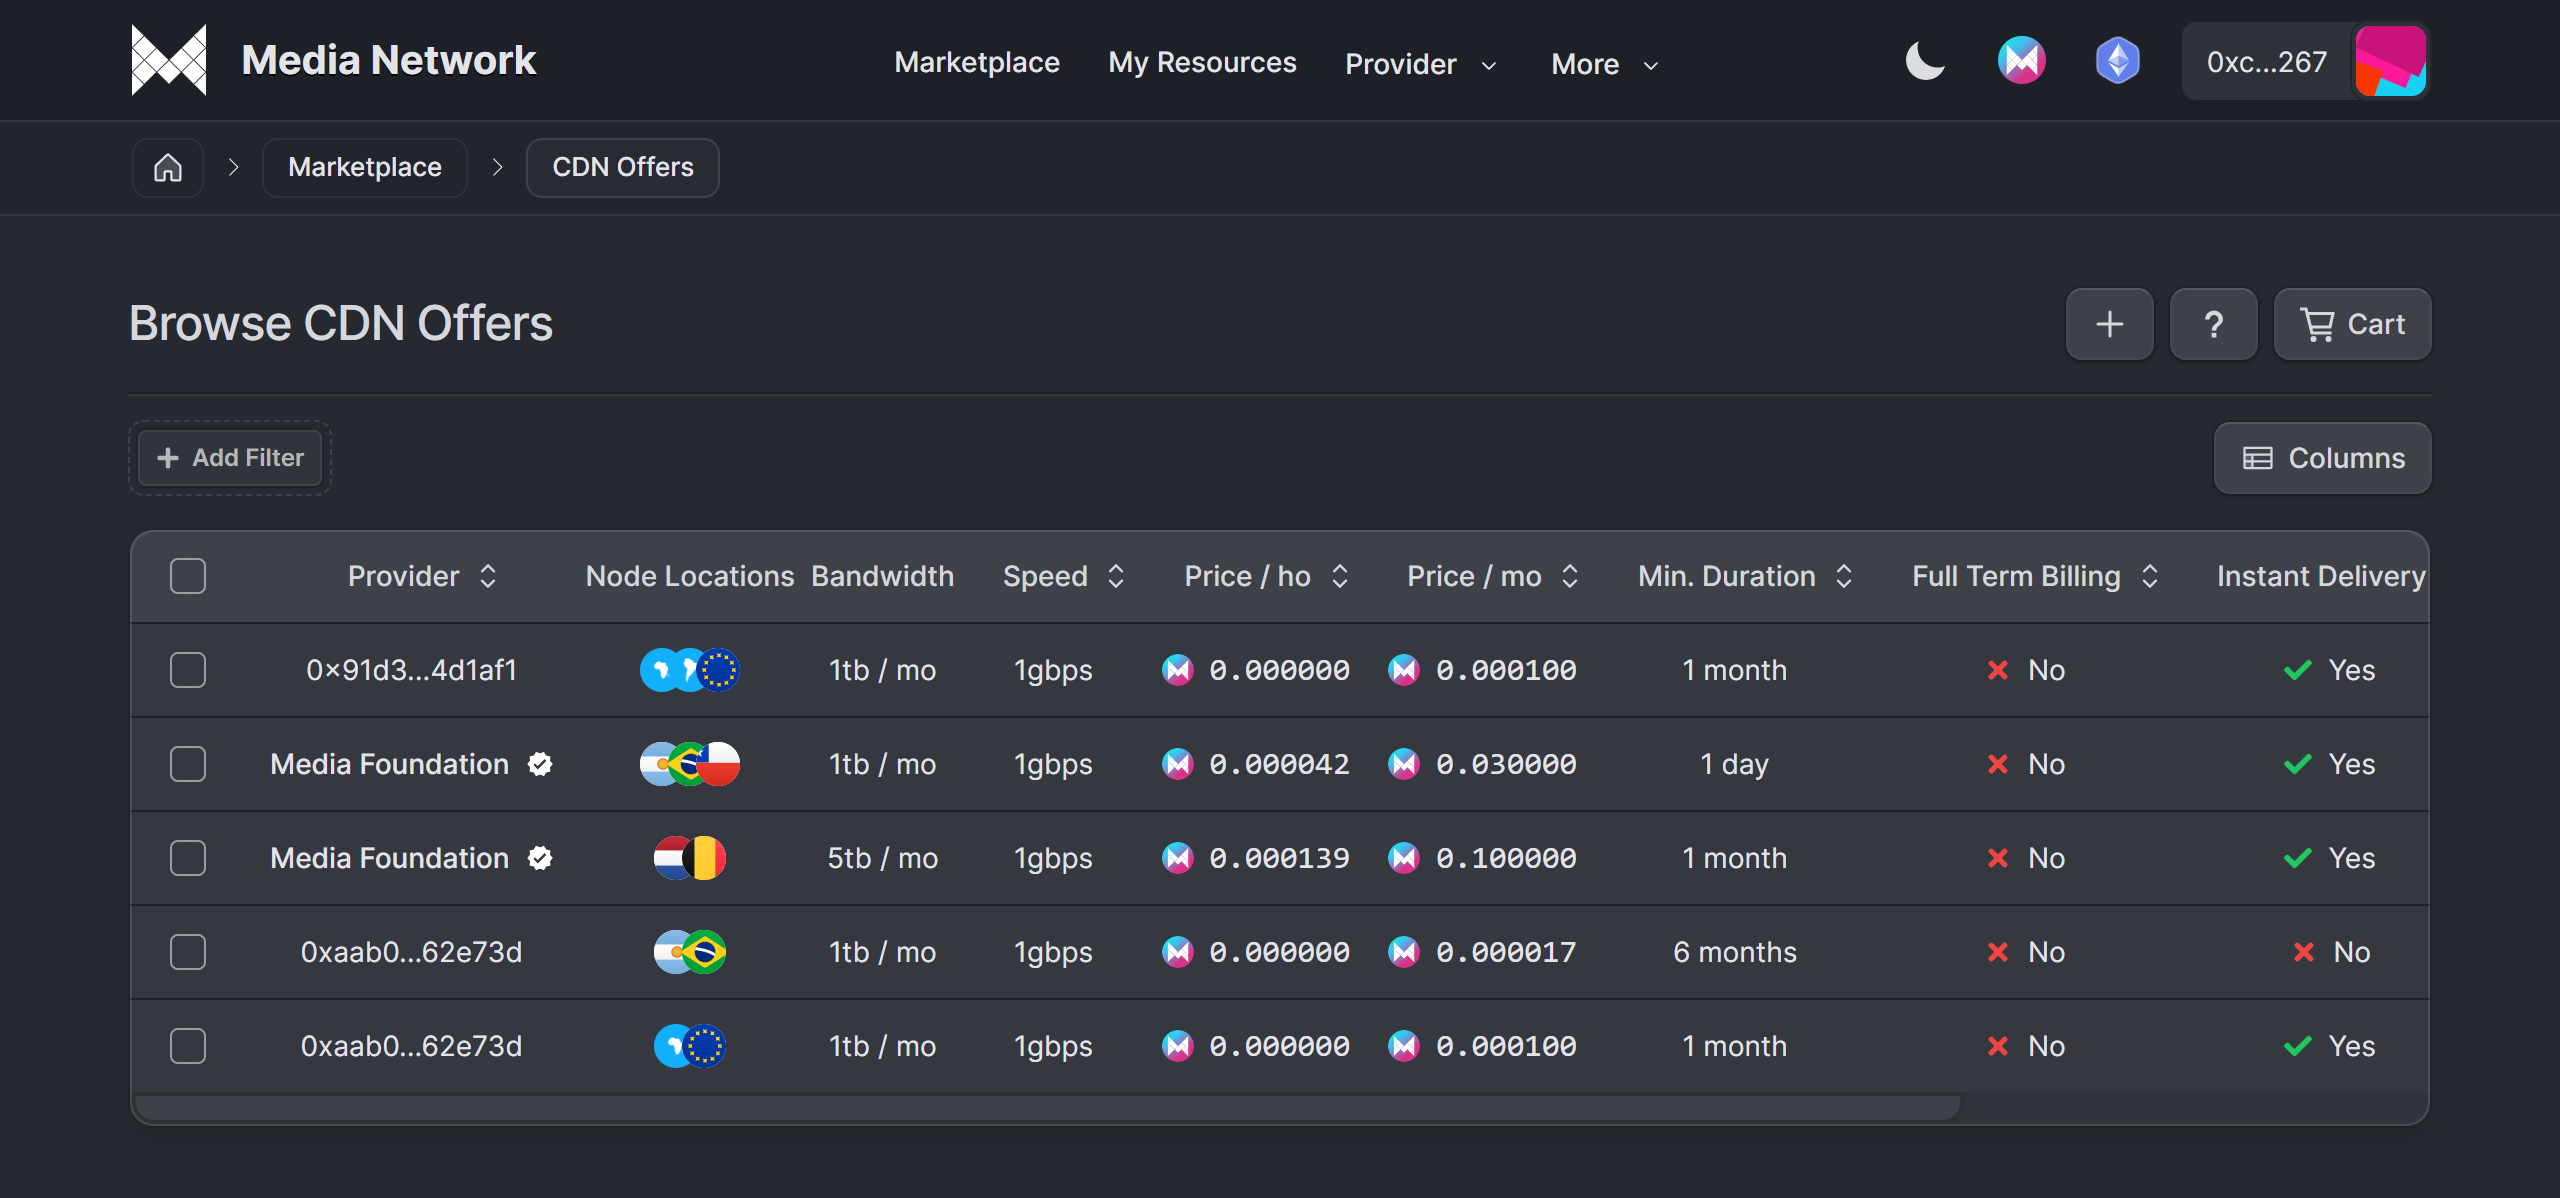 Media Network
Marketplace My Resources Provider More
0xc...267
Marketplace CDN Offers
Browse CDN Offers
+ ? Cart
+ Add Filter
Columns
Provider Node Locations Bandwidth Speed Price / ho Price / mo Min. Duration Full Term Billing Instant Delivery
0×91d3...4d1af1 1tb / mo 1gbps 0.000000 0.000100 1 month No Yes
Media Foundation 1tb / mo 1gbps 0.000042 0.030000 1 day No Yes
Media Foundation 5tb / mo 1gbps 0.000139 0.100000 1 month No Yes
0xaab0...62e73d 1tb / mo 1gbps 0.000000 0.000017 6 months No No
0xaab0...62e73d 1tb / mo 1gbps 0.000000 0.000100 1 month No Yes